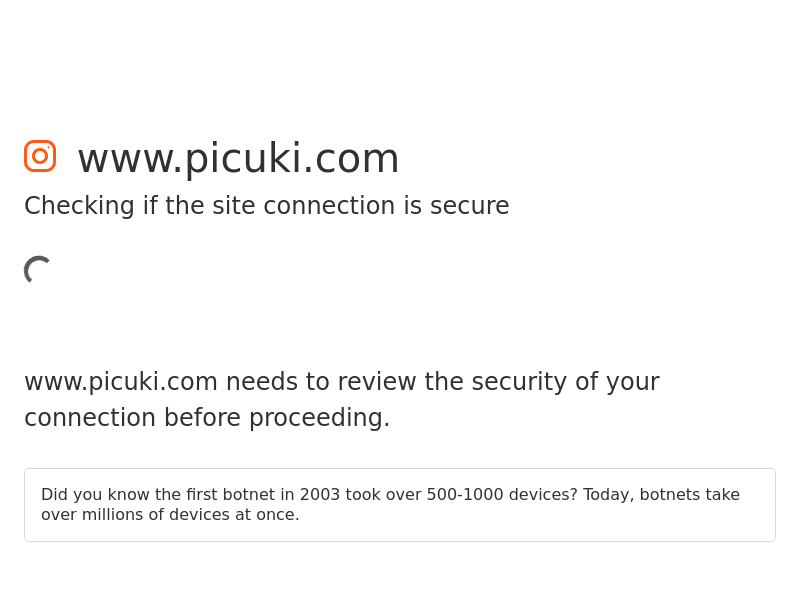 www.picuki.com
Checking if the site connection is secure
www.picuki.com needs to review the security of your
connection before proceeding.
Did you know the first botnet in 2003 took over 500-1000 devices? Today, botnets take
over millions of devices at once.